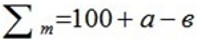 ∑ m=100 + а − в